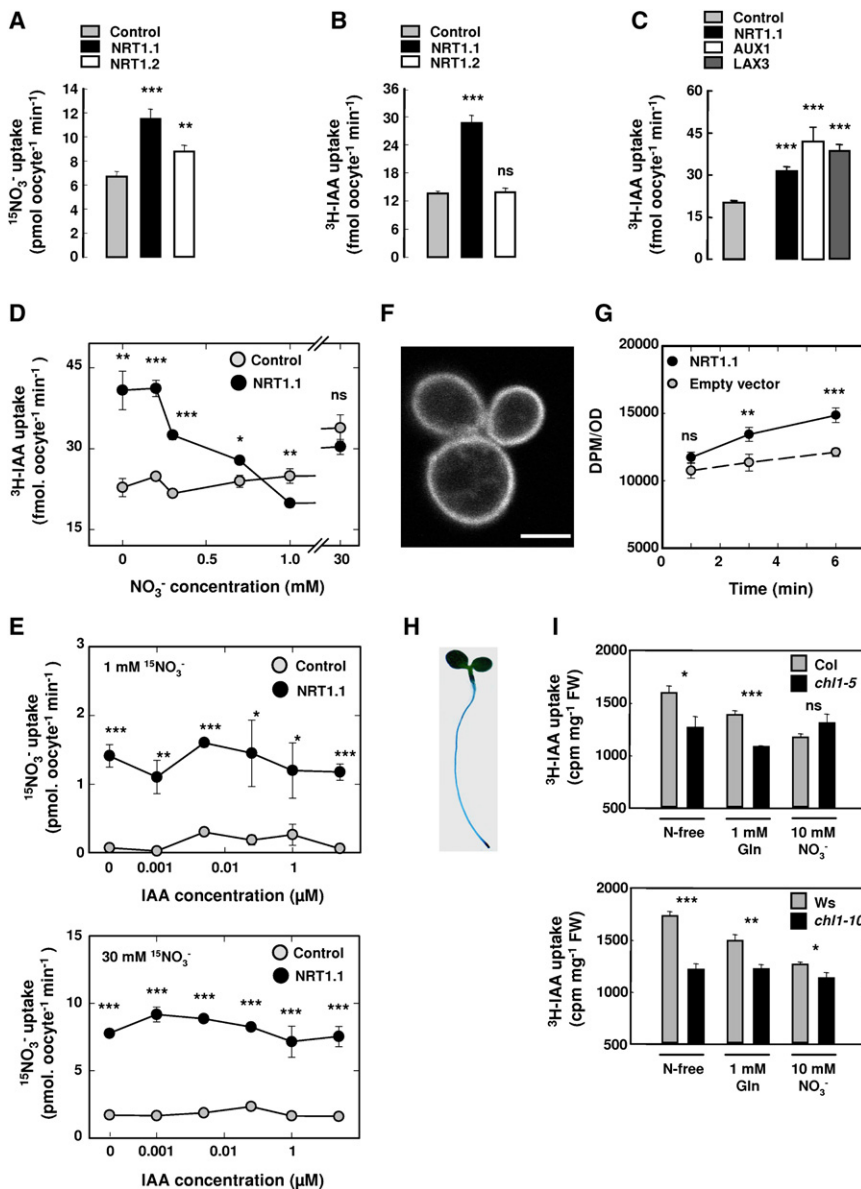 A
Control
NRT1.1
NRT1.2
¹⁵NO₃⁻ uptake
(pmol oocyte⁻¹ min⁻¹)
14
12
10
8
6
4
2
0
***
**
B
Control
NRT1.1
NRT1.2
³H-IAA uptake
(fmol oocyte⁻¹ min⁻¹)
36
32
28
24
20
16
12
8
4
0
***
ns
C
Control
NRT1.1
AUX1
LAX3
³H-IAA uptake
(fmol oocyte⁻¹ min⁻¹)
60
45
30
15
0
***
***
***
D
Control
NRT1.1
³H-IAA uptake
(fmol. oocyte⁻¹ min⁻¹)
45
30
15
** *** *** * ** ns
0 0.5 1.0 30
NO₃⁻ concentration (mM)
F
G
NRT1.1
Empty vector
DPM/OD
20000
15000
10000
5000
ns ** ***
0 2 4 6
Time (min)
E
1 mM ¹⁵NO₃⁻
Control
NRT1.1
¹⁵NO₃⁻ uptake
(pmol. oocyte⁻¹ min⁻¹)
3
2
1
0
*** ** *** * * ***
0 0.001 0.01 1
IAA concentration (µM)
30 mM ¹⁵NO₃⁻
Control
NRT1.1
¹⁵NO₃⁻ uptake
(pmol. oocyte⁻¹ min⁻¹)
15
10
5
0
*** *** *** *** *** ***
0 0.001 0.01 1
IAA concentration (µM)
H
I
Col
chl1-5
³H-IAA uptake
(cpm mg⁻¹ FW)
2000
1500
1000
500
* *** ns
N-free 1 mM 10 mM
Gln NO₃⁻
Ws
chl1-10
³H-IAA uptake
(cpm mg⁻¹ FW)
2000
1500
1000
500
*** ** *
N-free 1 mM 10 mM
Gln NO₃⁻